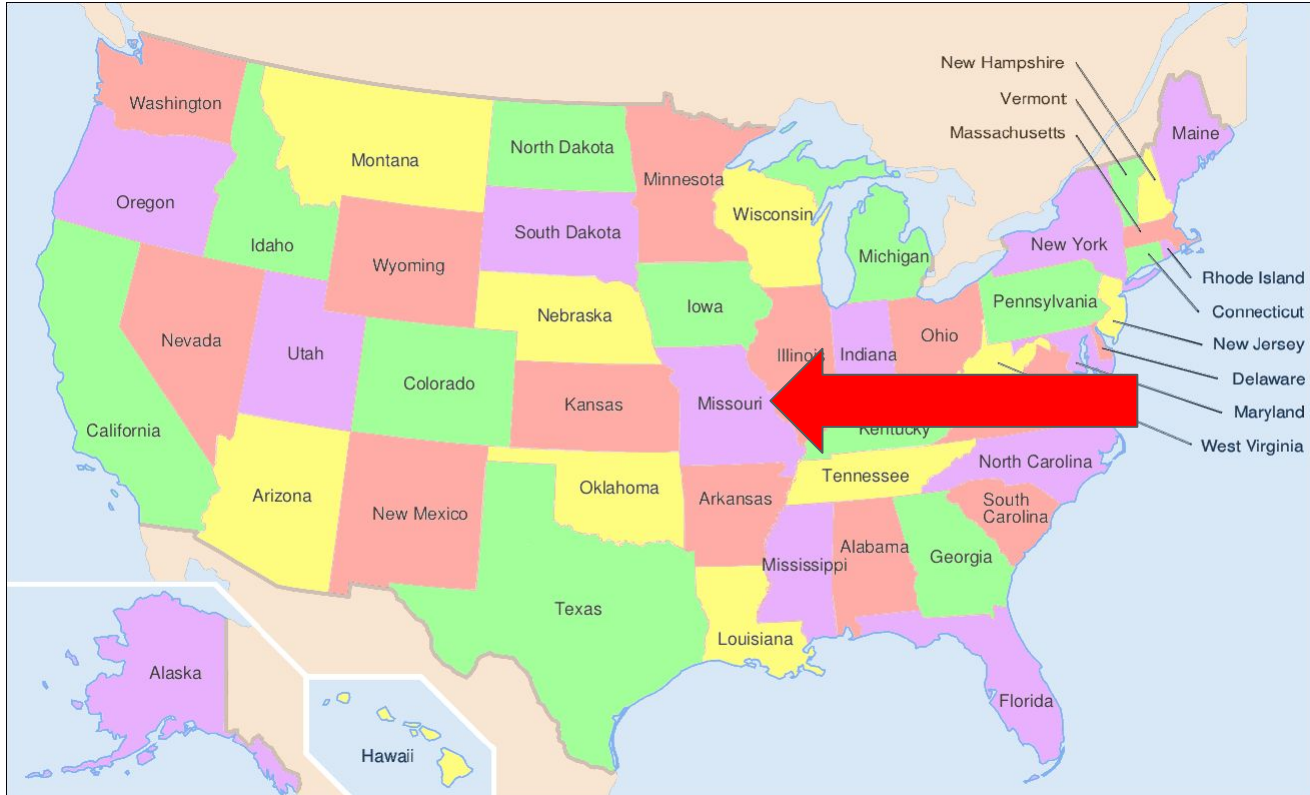 New Hampshire
Vermont
Massachusetts
Washington
Montana
North Dakota
Minnesota
Maine
Oregon
Idaho
Wyoming
South Dakota
Wisconsin
Michigan
New York
Rhode Island
Connecticut
New Jersey
Delaware
Maryland
West Virginia
Nevada
Utah
Colorado
Nebraska
Iowa
Illinois
Indiana
Ohio
Pennsylvania
California
Kansas
Missouri
Kentucky
Arizona
New Mexico
Oklahoma
Arkansas
Tennessee
North Carolina
South
Carolina
Texas
Louisiana
Mississippi
Alabama
Georgia
Florida
Alaska
Hawaii